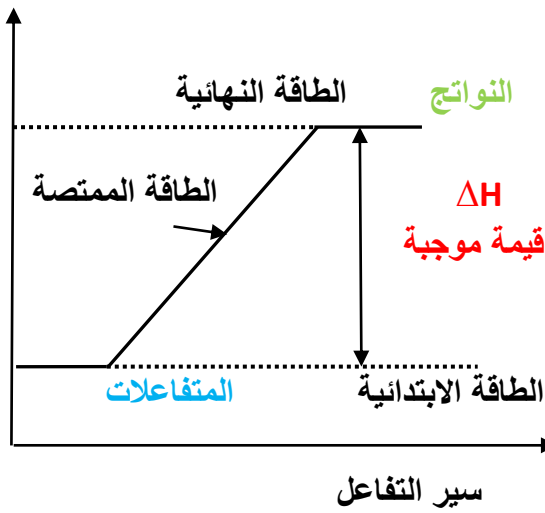 النواتج
الطاقة النهائية
الطاقة الممتصة
ΔH
قيمة موجبة
الطاقة الابتدائية
المتفاعلات
سير التفاعل